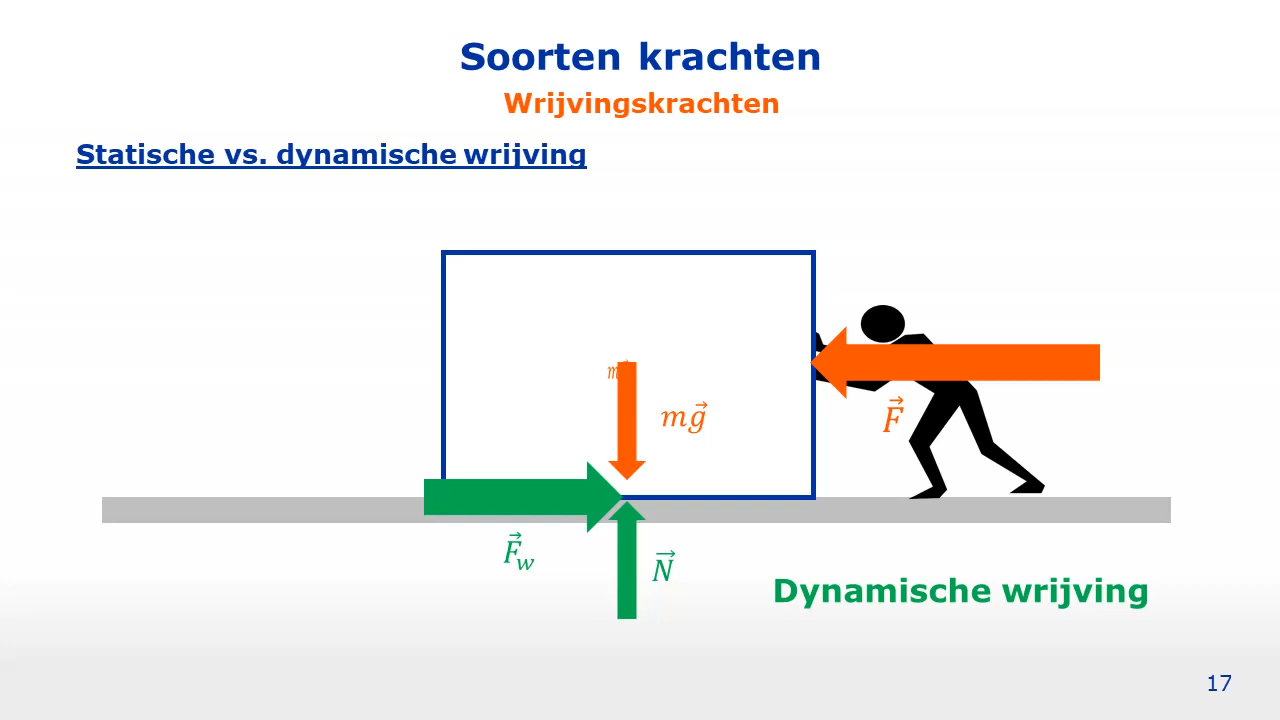 Soorten krachten
Wrijvingskrachten
Statische vs. dynamische wrijving
m
mg⃗
F⃗
F⃗w
N⃗
Dynamische wrijving
17